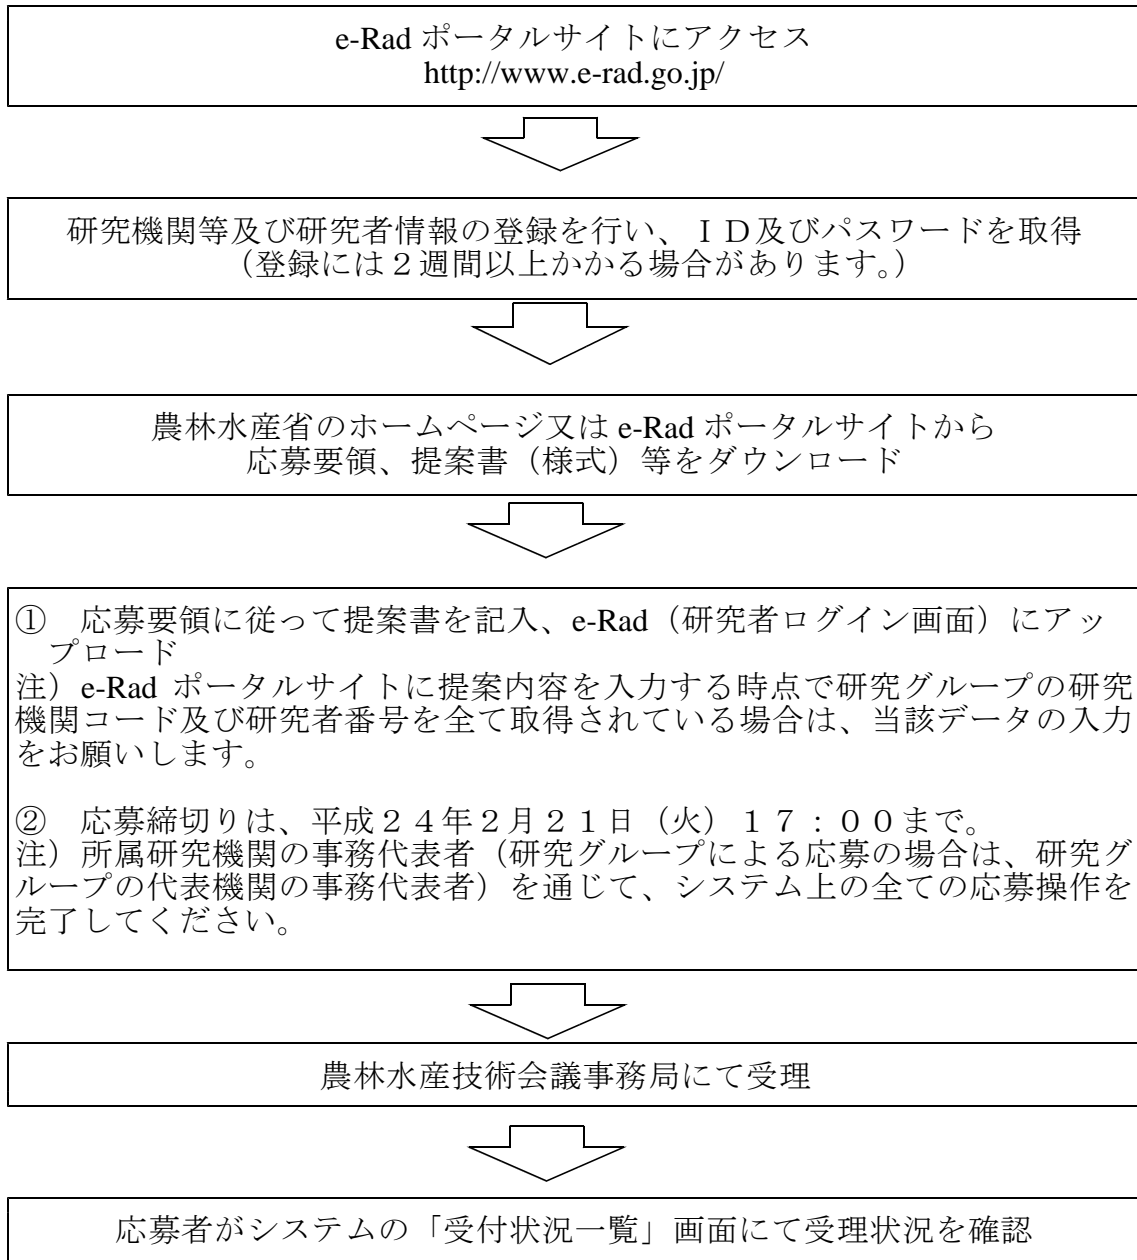 e-Rad ポータルサイトにアクセス
http://www.e-rad.go.jp/
研究機関等及び研究者情報の登録を行い、ＩＤ及びパスワードを取得
（登録には２週間以上かかる場合があります。）
農林水産省のホームページ又は e-Rad ポータルサイトから
応募要領、提案書（様式）等をダウンロード
①　応募要領に従って提案書を記入、e-Rad（研究者ログイン画面）にアッ
プロード
注）e-Rad ポータルサイトに提案内容を入力する時点で研究グループの研究
機関コード及び研究者番号を全て取得されている場合は、当該データの入力
をお願いします。
②　応募締切りは、平成２４年２月２１日（火）１７：００まで。
注）所属研究機関の事務代表者（研究グループによる応募の場合は、研究グ
ループの代表機関の事務代表者）を通じて、システム上の全ての応募操作を
完了してください。
農林水産技術会議事務局にて受理
応募者がシステムの「受付状況一覧」画面にて受理状況を確認